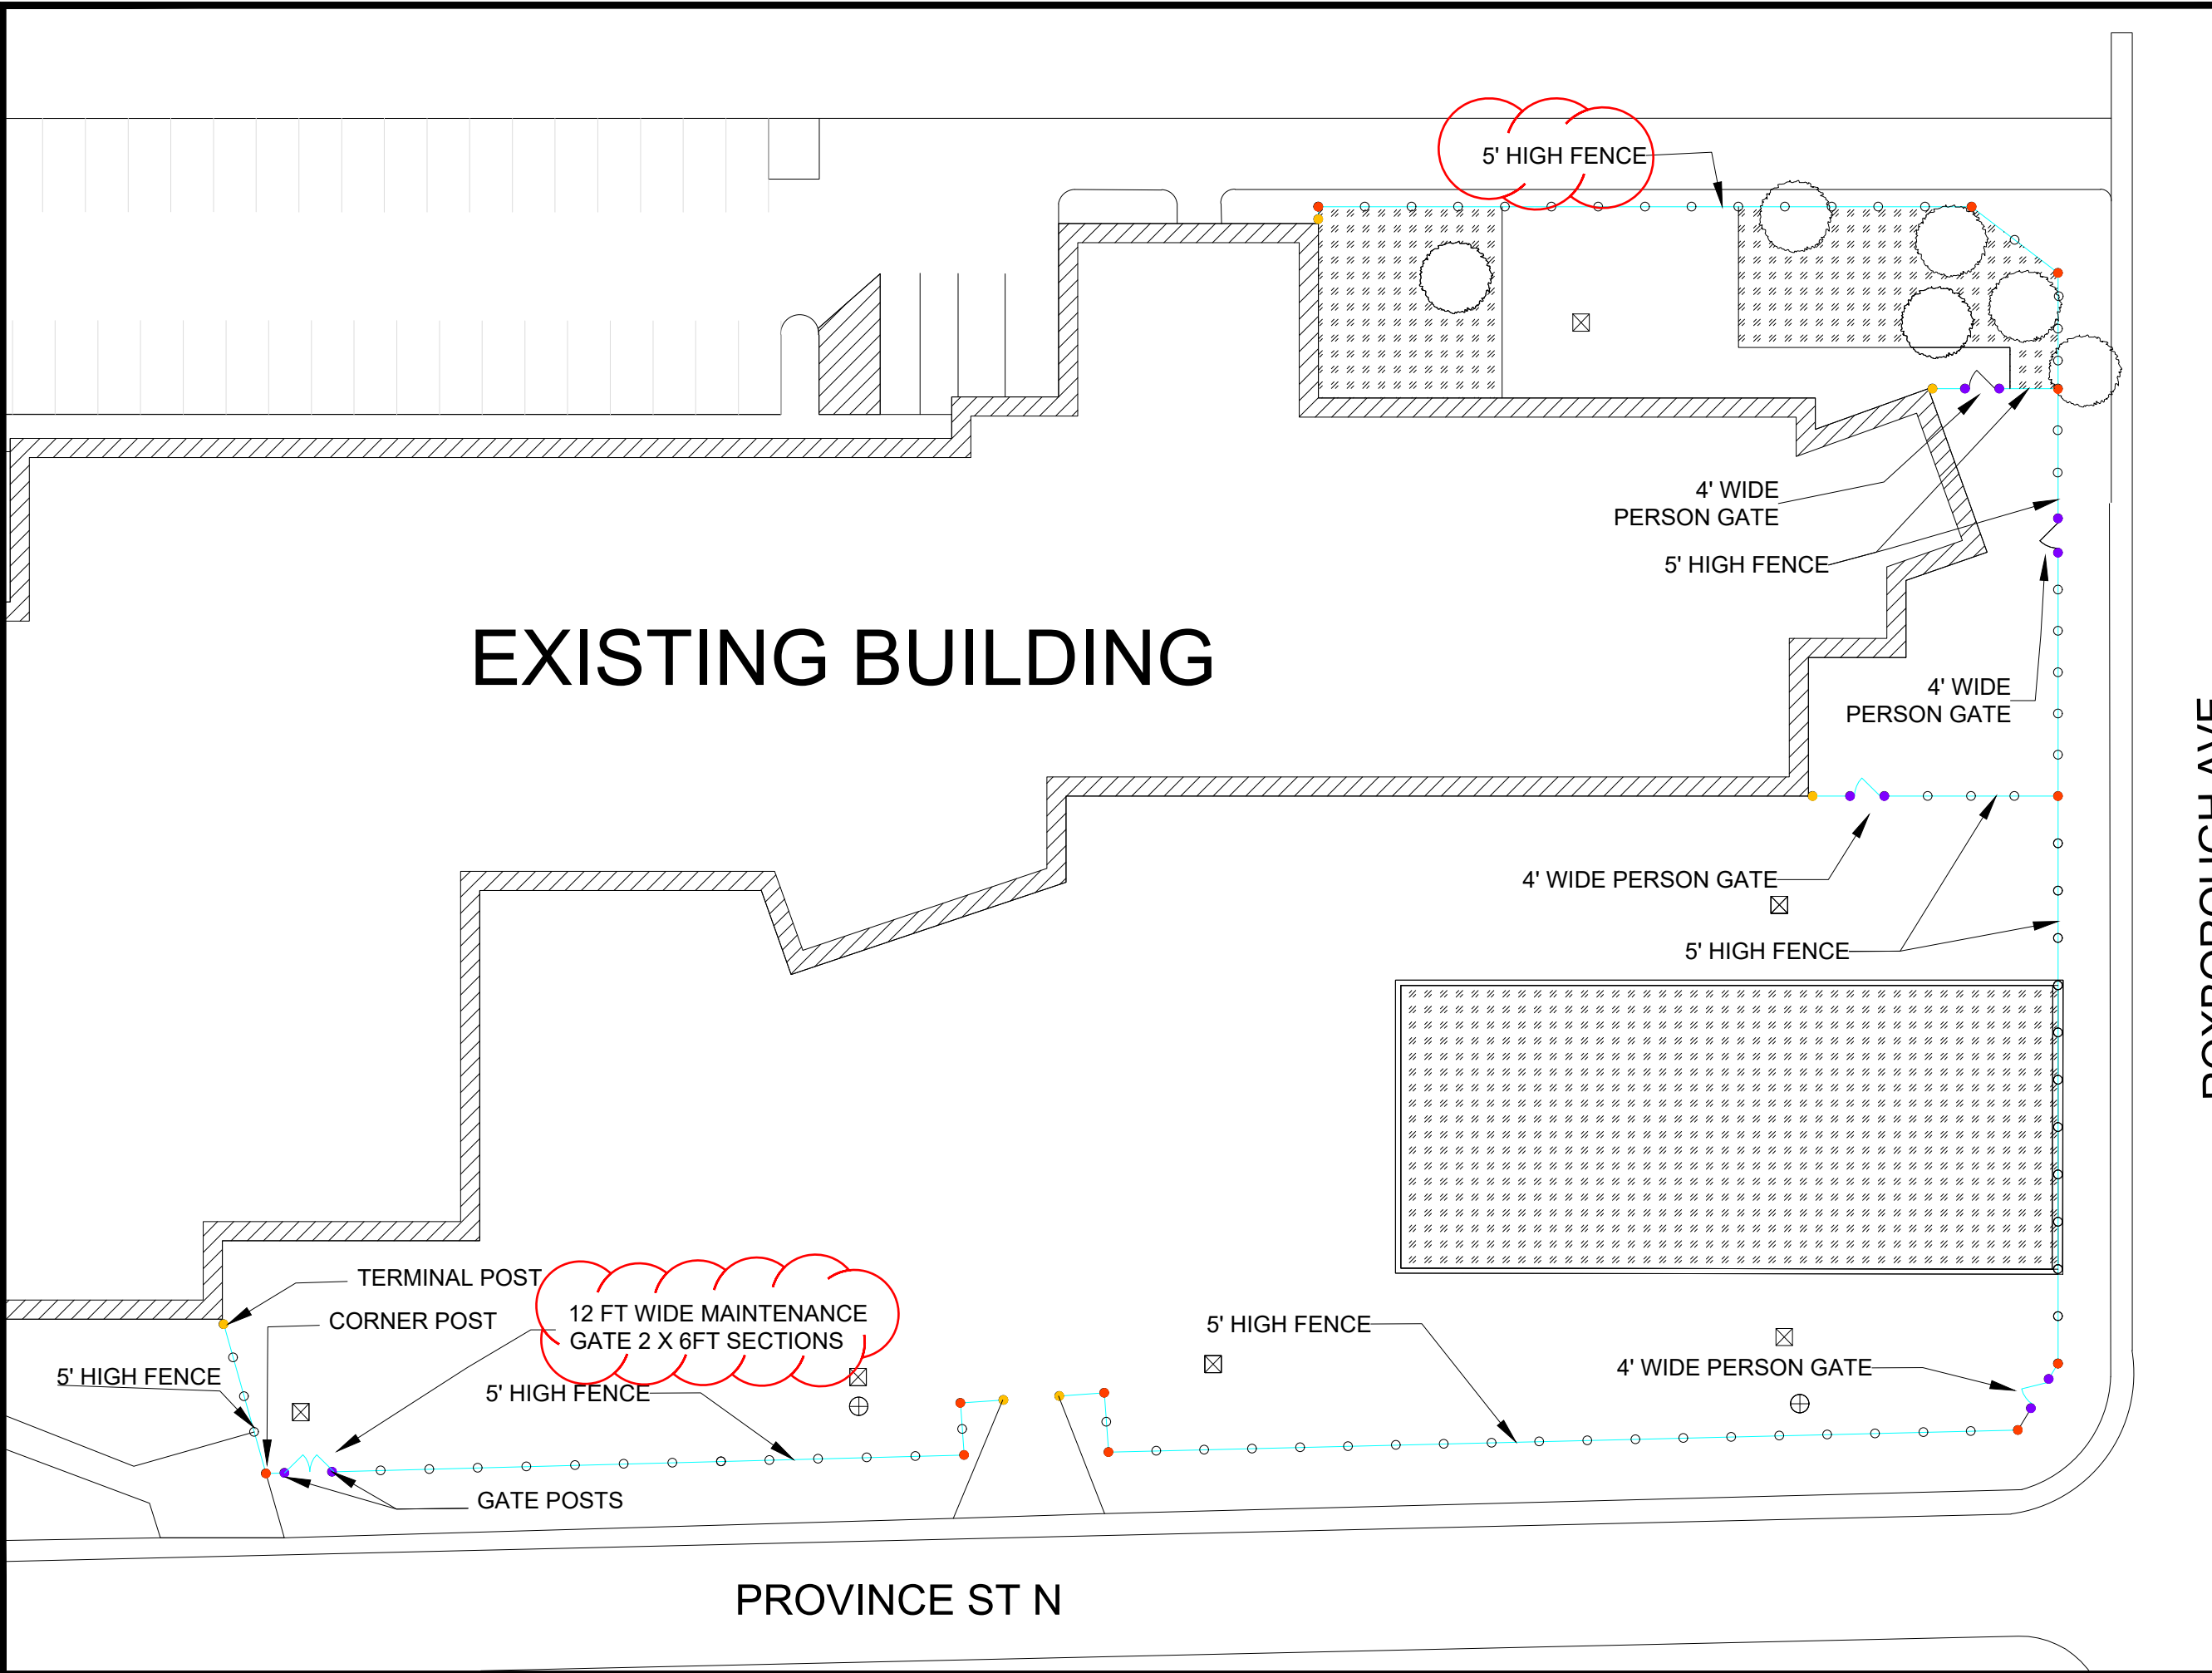 5' HIGH FENCE
4' WIDE
PERSON GATE
5' HIGH FENCE
EXISTING BUILDING
4' WIDE
PERSON GATE
ROXBOROUGH AVE
4' WIDE PERSON GATE
5' HIGH FENCE
TERMINAL POST
12 FT WIDE MAINTENANCE
GATE 2 X 6FT SECTIONS
CORNER POST
5' HIGH FENCE
5' HIGH FENCE
5' HIGH FENCE
4' WIDE PERSON GATE
GATE POSTS
PROVINCE ST N